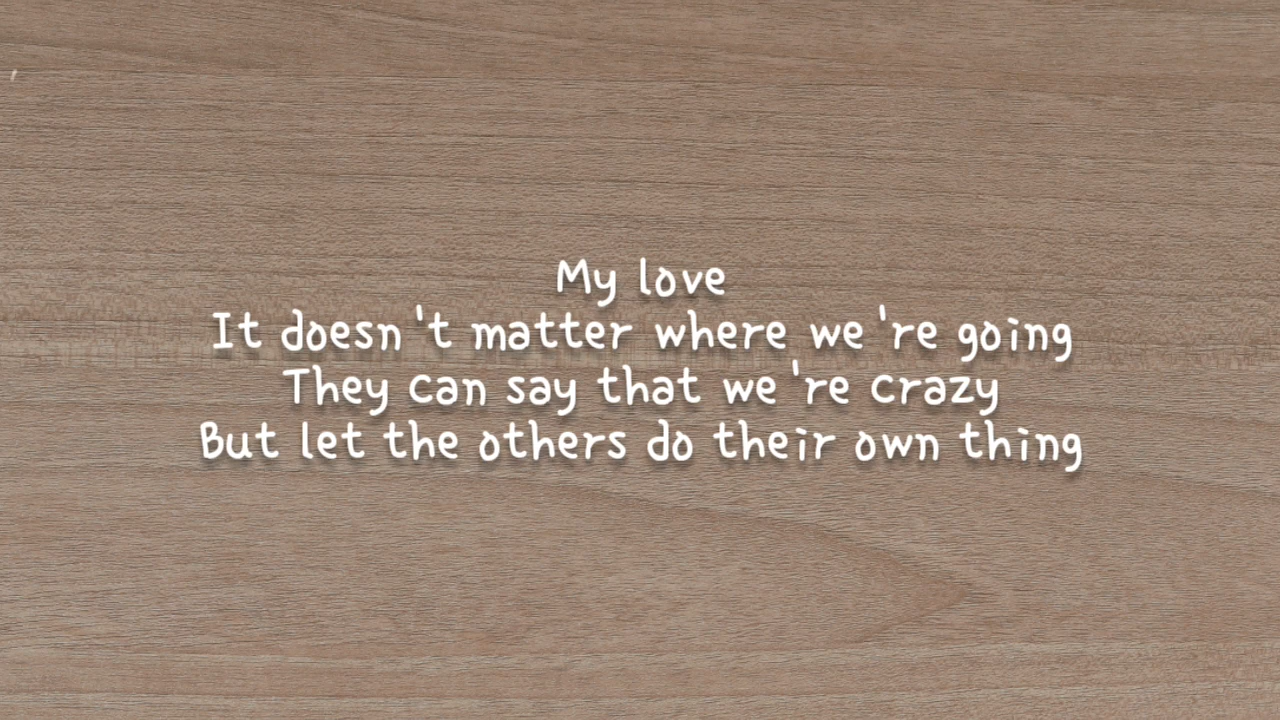 My love
It doesn't matter where we're going
They can say that we're crazy
But let the others do their own thing